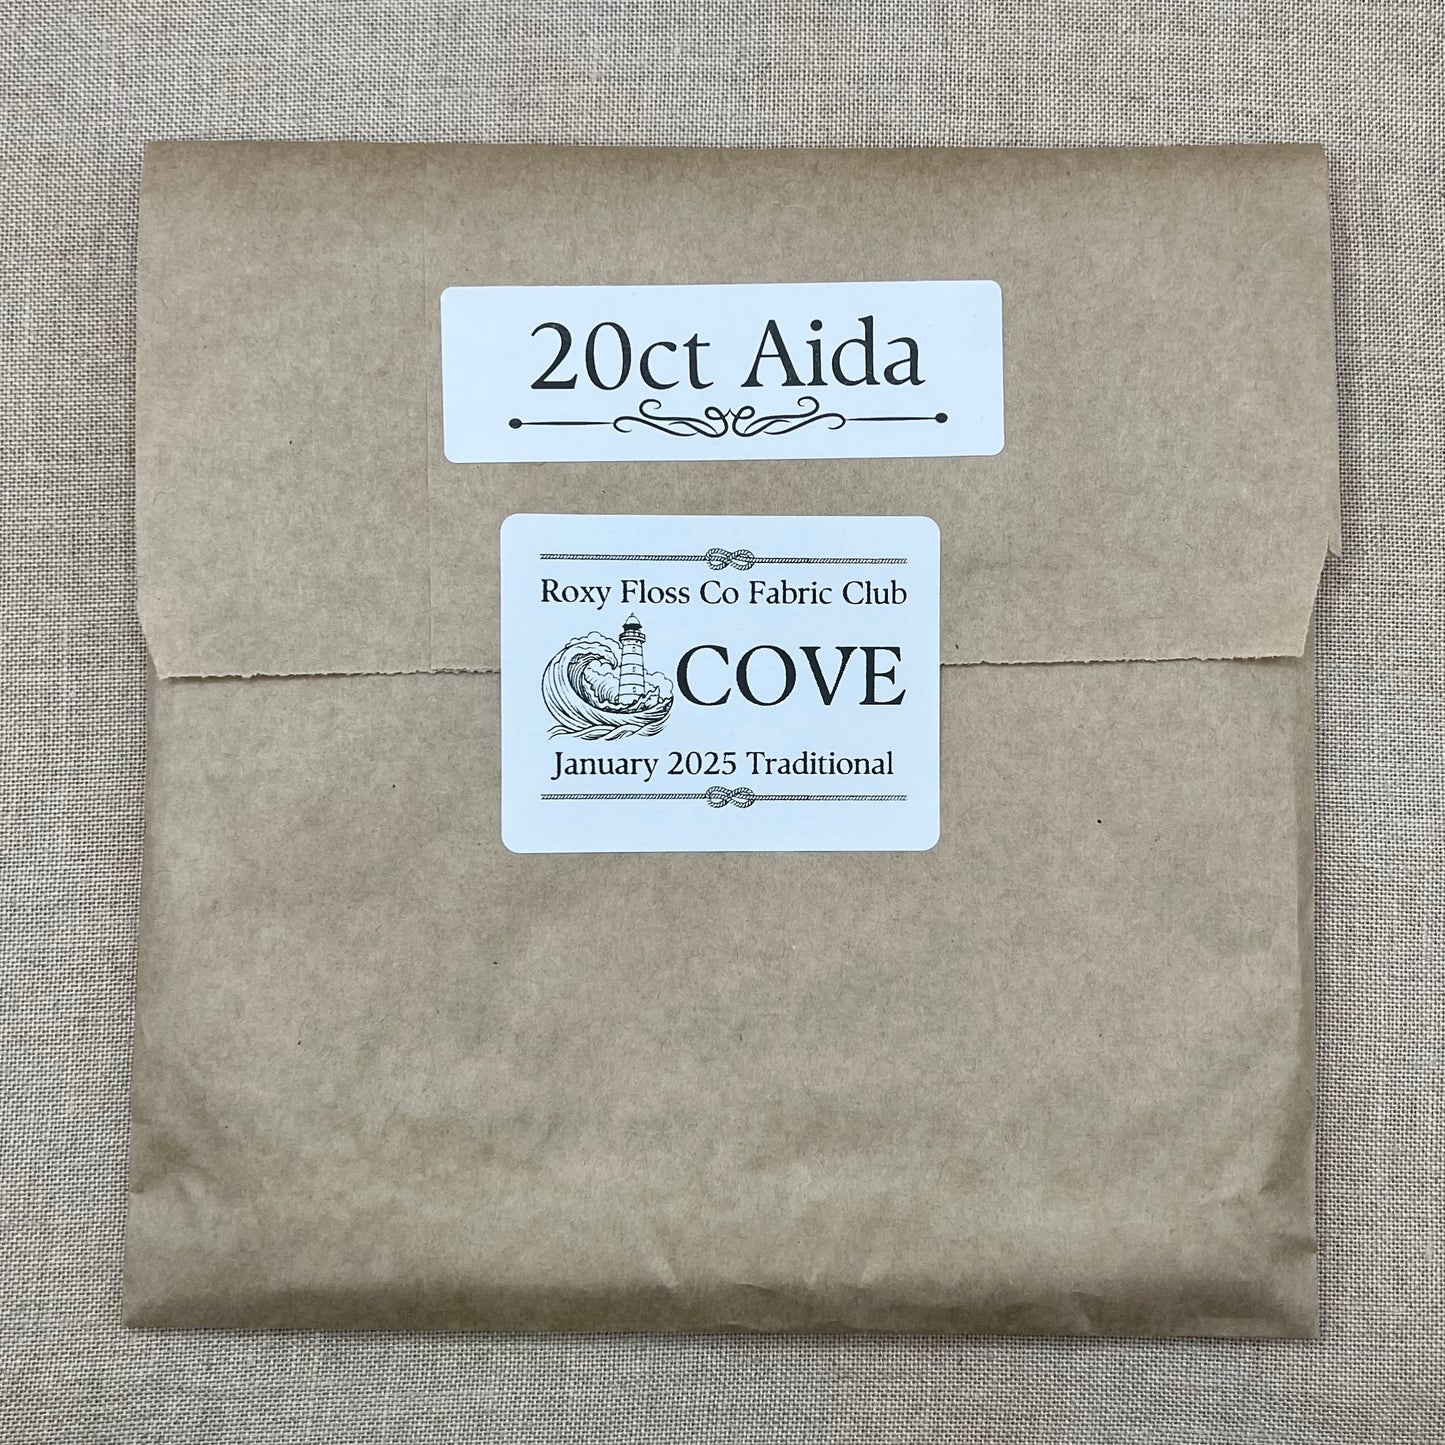 20ct Aida
Roxy Floss Co Fabric Club
COVE
January 2025 Traditional